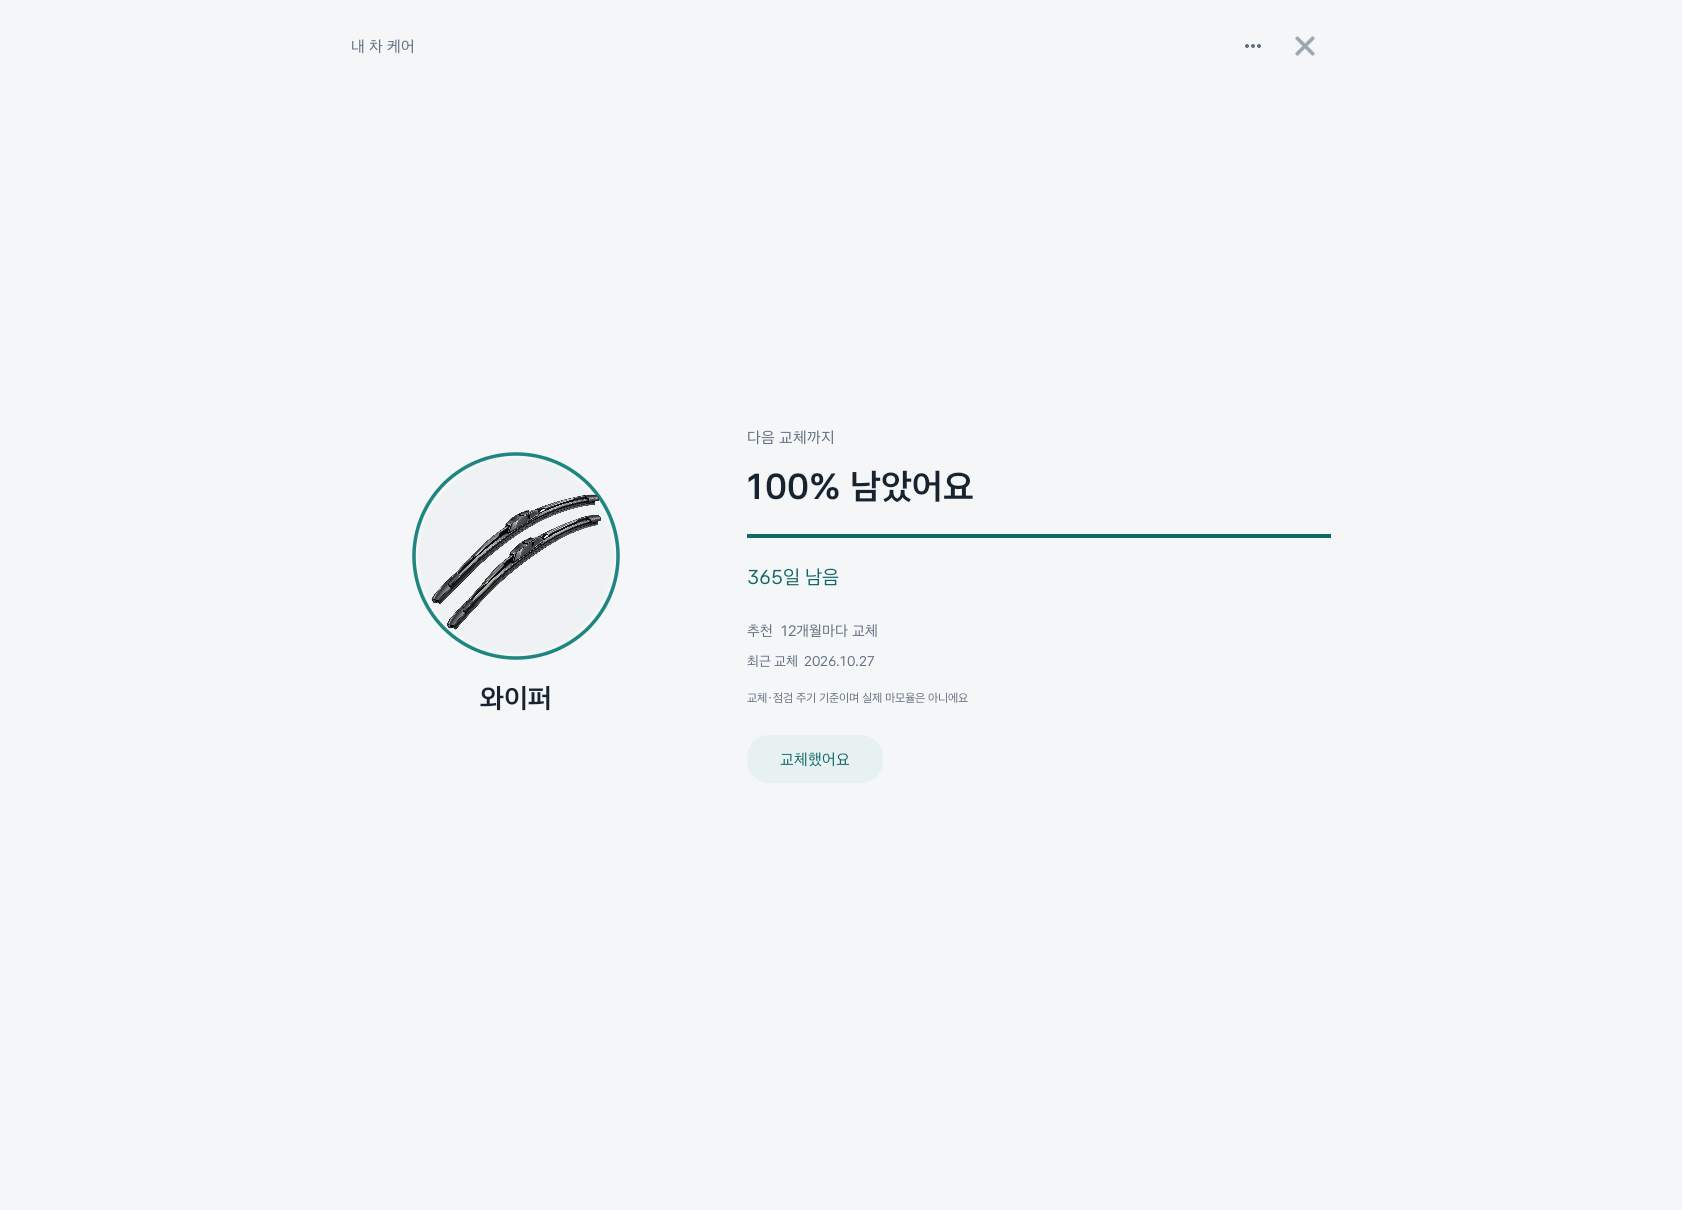 내 차 케어
다음 교체까지
100% 남았어요
365일 남음
추천 12개월마다 교체
최근 교체 2026.10.27
교체·점검 주기 기준이며 실제 마모율은 아니에요
교체했어요
와이퍼